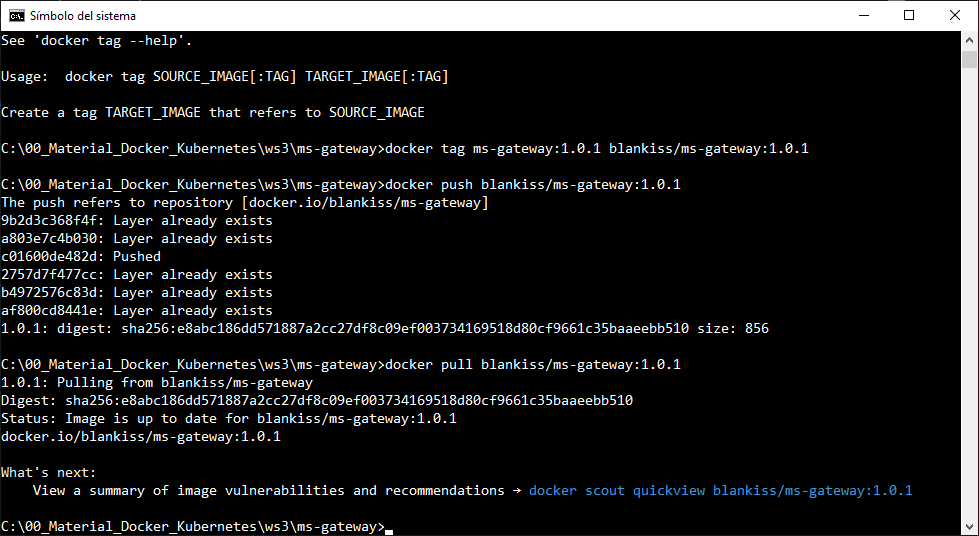 Símbolo del sistema
See 'docker tag --help'.
Usage:  docker tag SOURCE_IMAGE[:TAG] TARGET_IMAGE[:TAG]
Create a tag TARGET_IMAGE that refers to SOURCE_IMAGE
C:\00_Material_Docker_Kubernetes\ws3\ms-gateway>docker tag ms-gateway:1.0.1 blankiss/ms-gateway:1.0.1
C:\00_Material_Docker_Kubernetes\ws3\ms-gateway>docker push blankiss/ms-gateway:1.0.1
The push refers to repository [docker.io/blankiss/ms-gateway]
9b2d3c368f4f: Layer already exists
a803e7c4b030: Layer already exists
c01600de482d: Pushed
2757d7f477cc: Layer already exists
b4972576c83d: Layer already exists
af800cd8441e: Layer already exists
1.0.1: digest: sha256:e8abc186dd571887a2cc27df8c09ef003734169518d80cf9661c35baaeebb510 size: 856
C:\00_Material_Docker_Kubernetes\ws3\ms-gateway>docker pull blankiss/ms-gateway:1.0.1
1.0.1: Pulling from blankiss/ms-gateway
Digest: sha256:e8abc186dd571887a2cc27df8c09ef003734169518d80cf9661c35baaeebb510
Status: Image is up to date for blankiss/ms-gateway:1.0.1
docker.io/blankiss/ms-gateway:1.0.1
What's next:
    View a summary of image vulnerabilities and recommendations → docker scout quickview blankiss/ms-gateway:1.0.1
C:\00_Material_Docker_Kubernetes\ws3\ms-gateway>